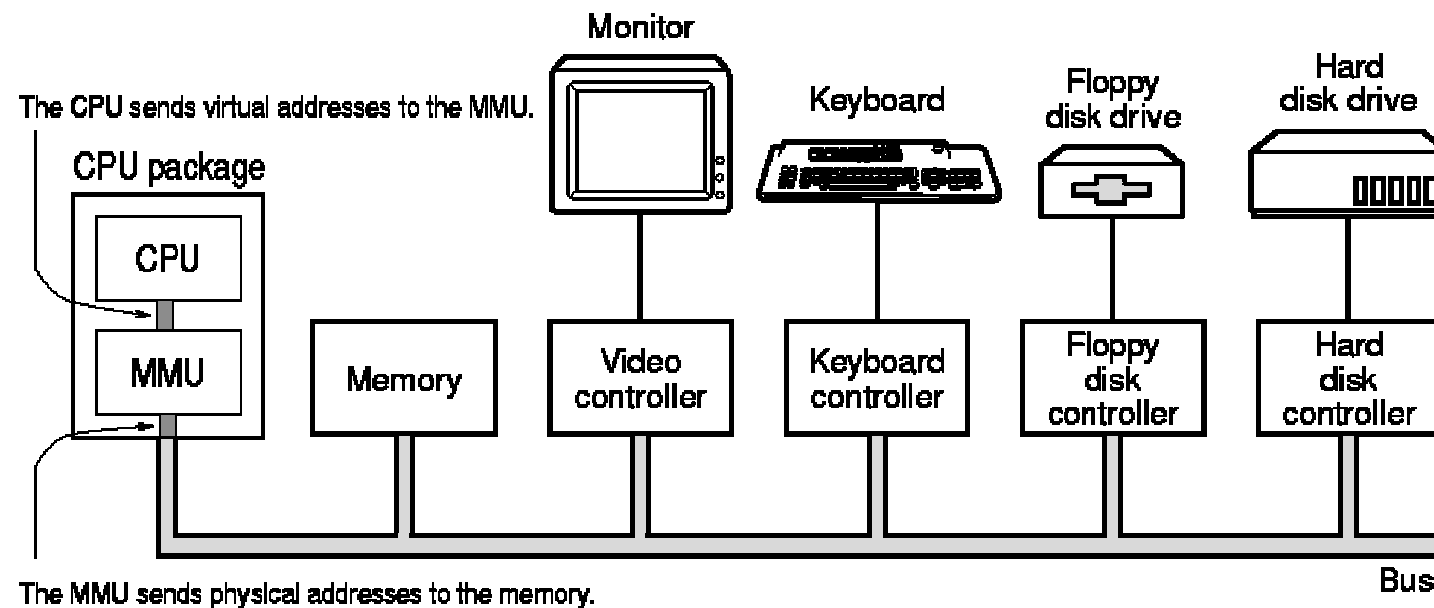 Monitor
The CPU sends virtual addresses to the MMU.
Keyboard
Floppy
disk drive
Hard
disk drive
CPU package
CPU
MMU
Memory
Video
controller
Keyboard
controller
Floppy
disk
controller
Hard
disk
controller
Bus
The MMU sends physical addresses to the memory.